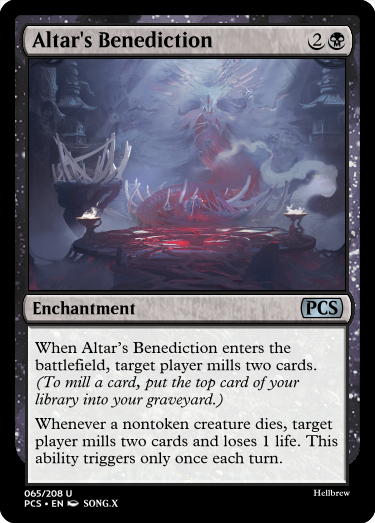 Altar's Benediction 2
Enchantment PCS
When Altar's Benediction enters the
battlefield, target player mills two cards.
(To mill a card, put the top card of your
library into your graveyard.)
Whenever a nontoken creature dies, target
player mills two cards and loses 1 life. This
ability triggers only once each turn.
065/208 U
PCS • EN SONG.X
Hellbrew